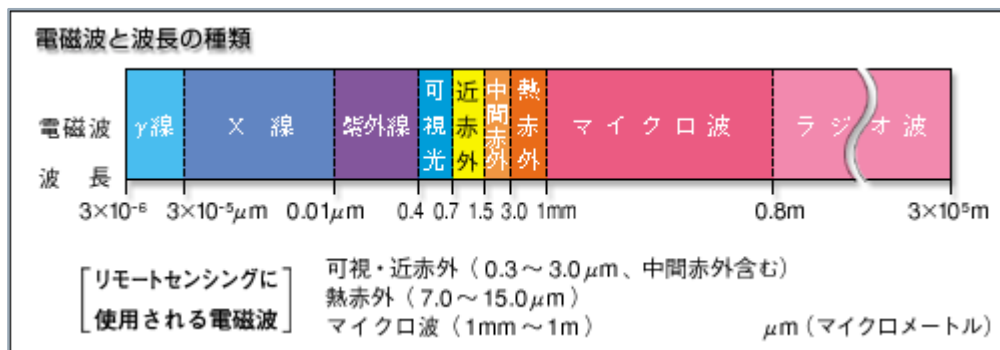 電磁波と波長の種類
電磁波 γ線 X 線 紫外線 可視光 近赤外 中間赤外 熱赤外 マイクロ波 ラジオ波
波 長
3×10⁻⁶ 3×10⁻⁵μm 0.01μm 0.4 0.7 1.5 3.0 1mm 0.8m 3×10⁵m
リモートセンシングに
使用される電磁波
可視・近赤外（0.3～3.0μm、中間赤外含む）
熱赤外（7.0～15.0μm）
マイクロ波（1mm～1m）
μm（マイクロメートル）